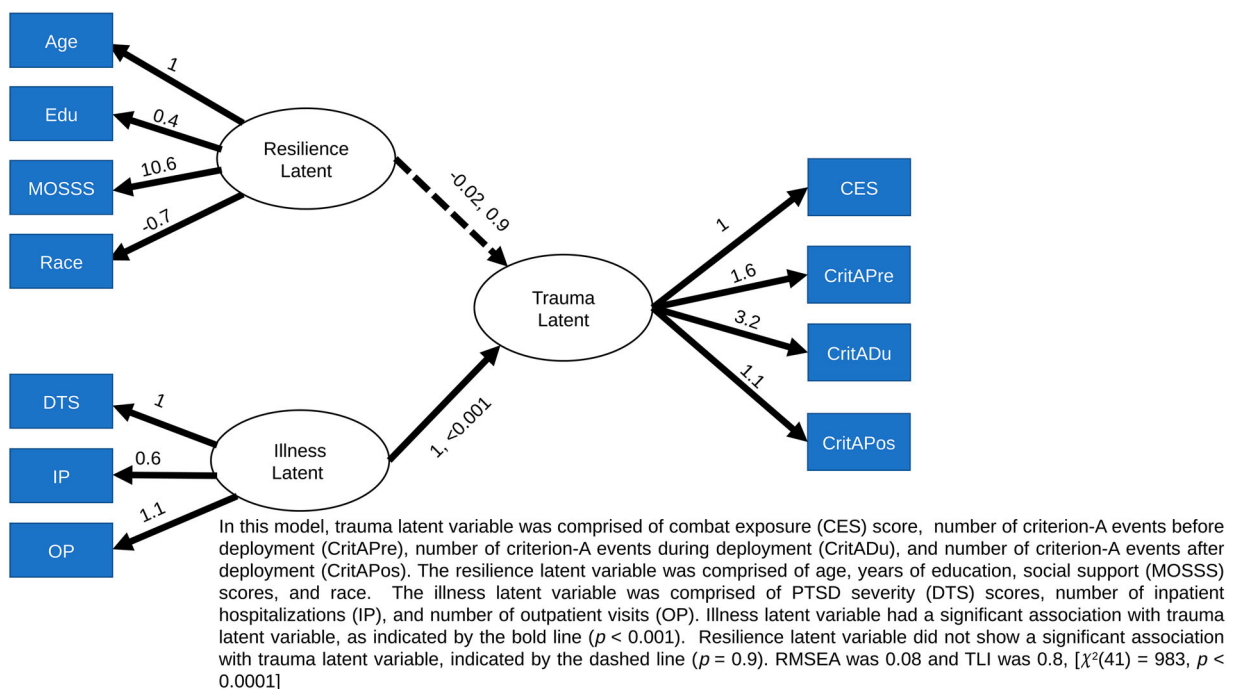 Age
1
Edu
0.4
MOSSS
10.6
Race
-0.7
Resilience
Latent
-0.02, 0.9
Trauma
Latent
CES
1
CritAPre
1.6
CritADu
3.2
CritAPos
1.1
DTS
1
IP
0.6
OP
1.1
Illness
Latent
1, <0.001
In this model, trauma latent variable was comprised of combat exposure (CES) score, number of criterion-A events before
deployment (CritAPre), number of criterion-A events during deployment (CritADu), and number of criterion-A events after
deployment (CritAPos). The resilience latent variable was comprised of age, years of education, social support (MOSSS)
scores, and race. The illness latent variable was comprised of PTSD severity (DTS) scores, number of inpatient
hospitalizations (IP), and number of outpatient visits (OP). Illness latent variable had a significant association with trauma
latent variable, as indicated by the bold line (p < 0.001). Resilience latent variable did not show a significant association
with trauma latent variable, indicated by the dashed line (p = 0.9). RMSEA was 0.08 and TLI was 0.8, [χ²(41) = 983, p <
0.0001]